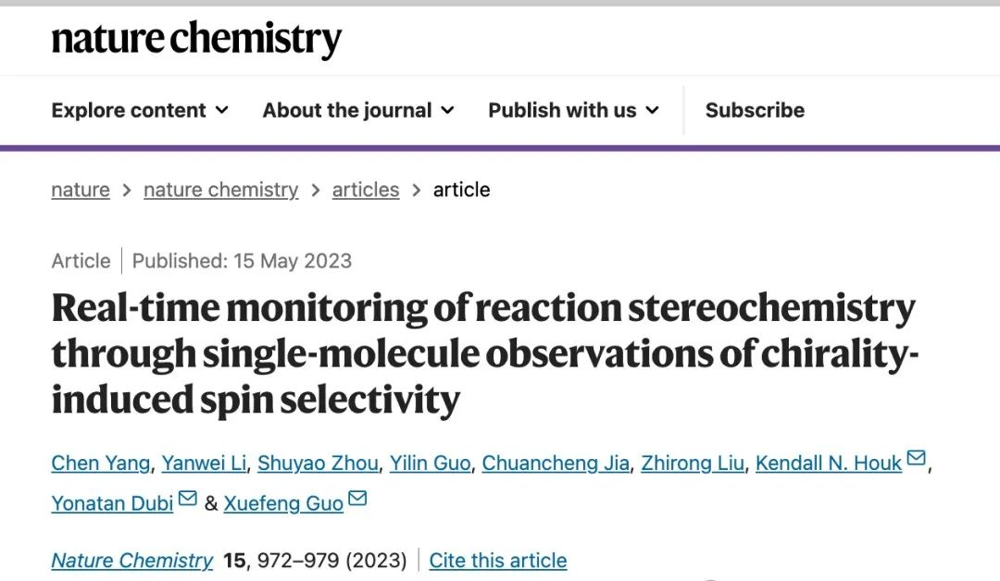 nature chemistry
Explore content About the journal Publish with us Subscribe
nature > nature chemistry > articles > article
Article | Published: 15 May 2023
Real-time monitoring of reaction stereochemistry
through single-molecule observations of chirality-
induced spin selectivity
Chen Yang, Yanwei Li, Shuyao Zhou, Yilin Guo, Chuancheng Jia, Zhirong Liu, Kendall N. Houk,
Yonatan Dubi & Xuefeng Guo
Nature Chemistry 15, 972–979 (2023) | Cite this article